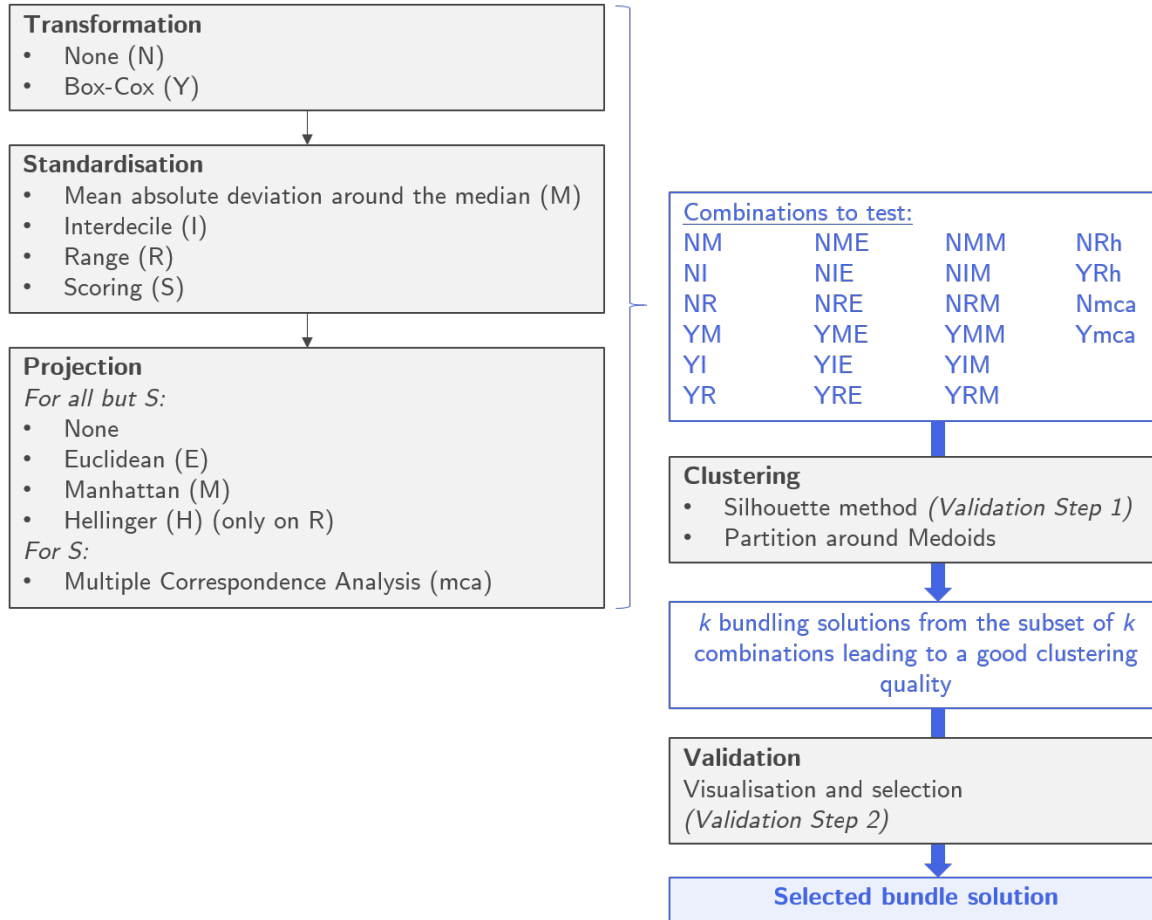 Transformation
• None (N)
• Box-Cox (Y)
Standardisation
• Mean absolute deviation around the median (M)
• Interdecile (I)
• Range (R)
• Scoring (S)
Projection
For all but S:
• None
• Euclidean (E)
• Manhattan (M)
• Hellinger (H) (only on R)
For S:
• Multiple Correspondence Analysis (mca)
Combinations to test:
NM NME NMM NRh
NI NIE NIM YRh
NR NRE NRM Nmca
YM YME YMM Ymca
YI YIE YIM
YR YRE YRM
Clustering
• Silhouette method (Validation Step 1)
• Partition around Medoids
k bundling solutions from the subset of k
combinations leading to a good clustering
quality
Validation
Visualisation and selection
(Validation Step 2)
Selected bundle solution